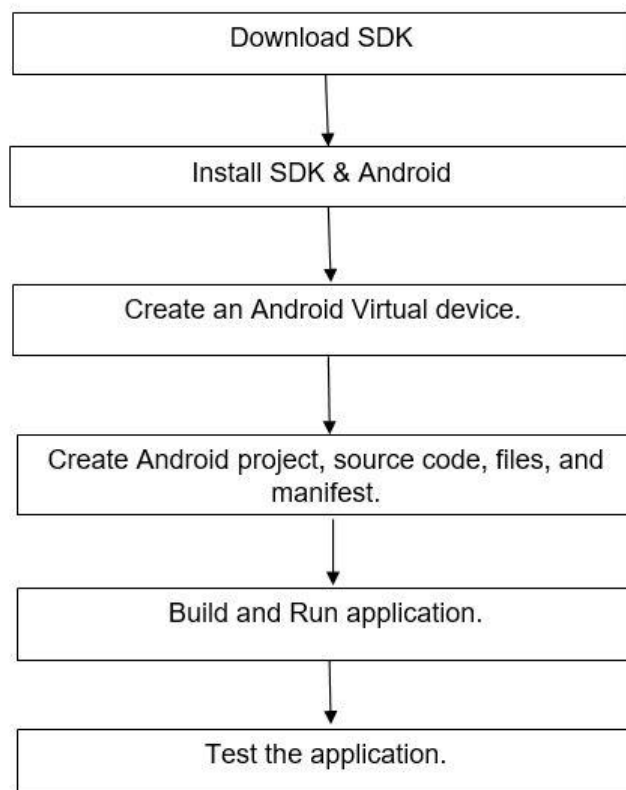 Download SDK
Install SDK & Android
Create an Android Virtual device.
Create Android project, source code, files, and
manifest.
Build and Run application.
Test the application.